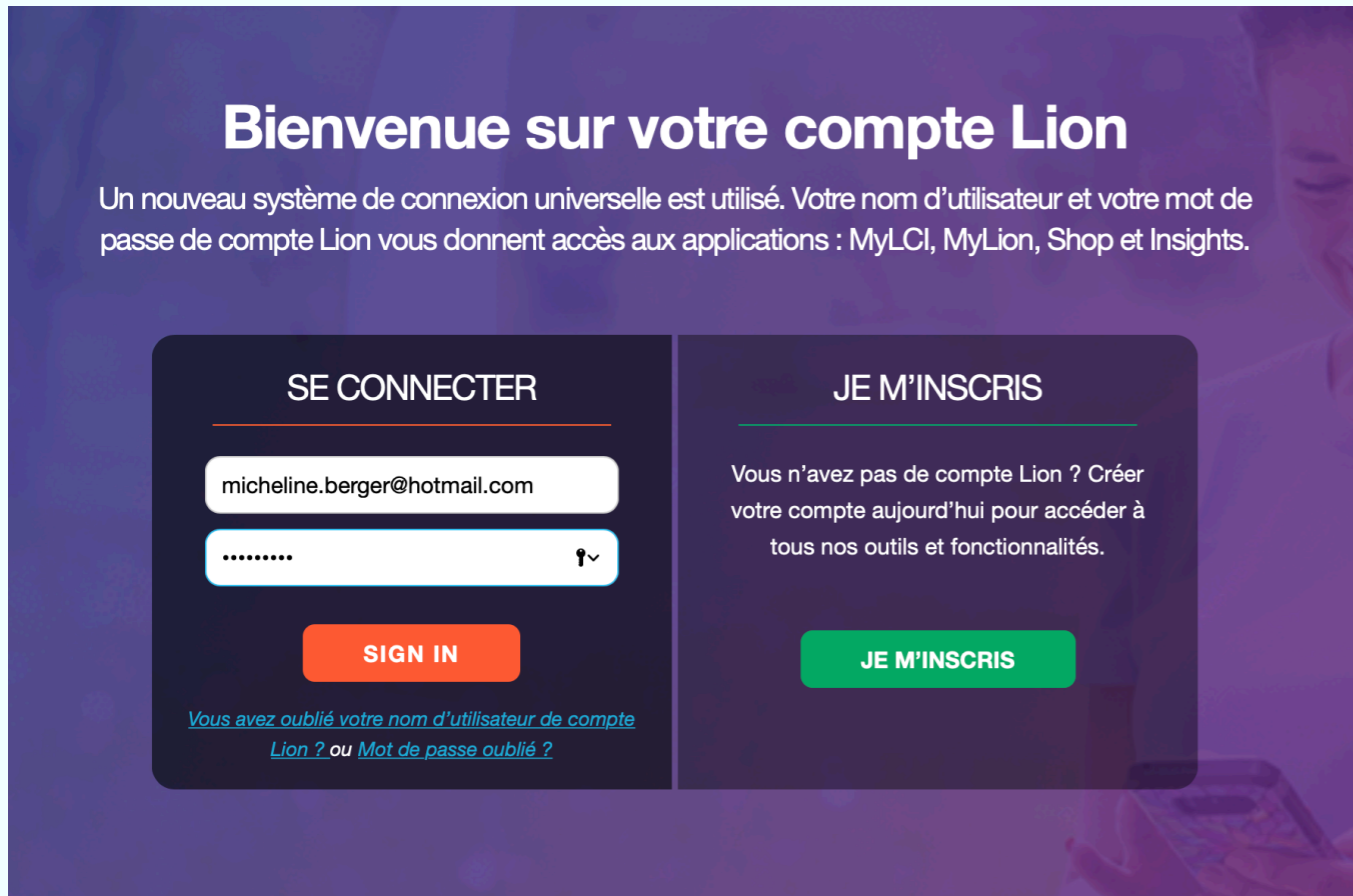 Bienvenue sur votre compte Lion
Un nouveau système de connexion universelle est utilisé. Votre nom d’utilisateur et votre mot de
passe de compte Lion vous donnent accès aux applications : MyLCI, MyLion, Shop et Insights.
SE CONNECTER
micheline.berger@hotmail.com
•••••••••
SIGN IN
Vous avez oublié votre nom d’utilisateur de compte
Lion ? ou Mot de passe oublié ?
JE M’INSCRIS
Vous n’avez pas de compte Lion ? Créer
votre compte aujourd’hui pour accéder à
tous nos outils et fonctionnalités.
JE M’INSCRIS